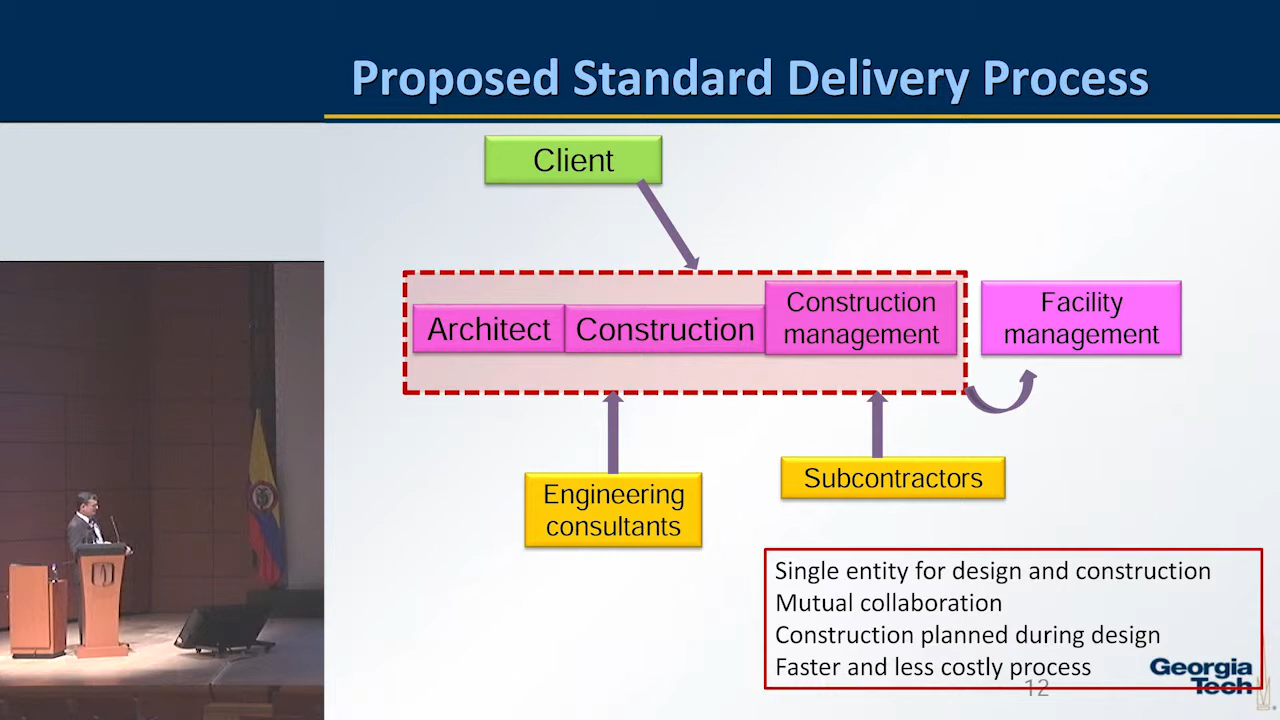 Proposed Standard Delivery Process
Client
Architect
Construction
Construction
management
Facility
management
Engineering
consultants
Subcontractors
Single entity for design and construction
Mutual collaboration
Construction planned during design
Faster and less costly process
12
Georgia
Tech